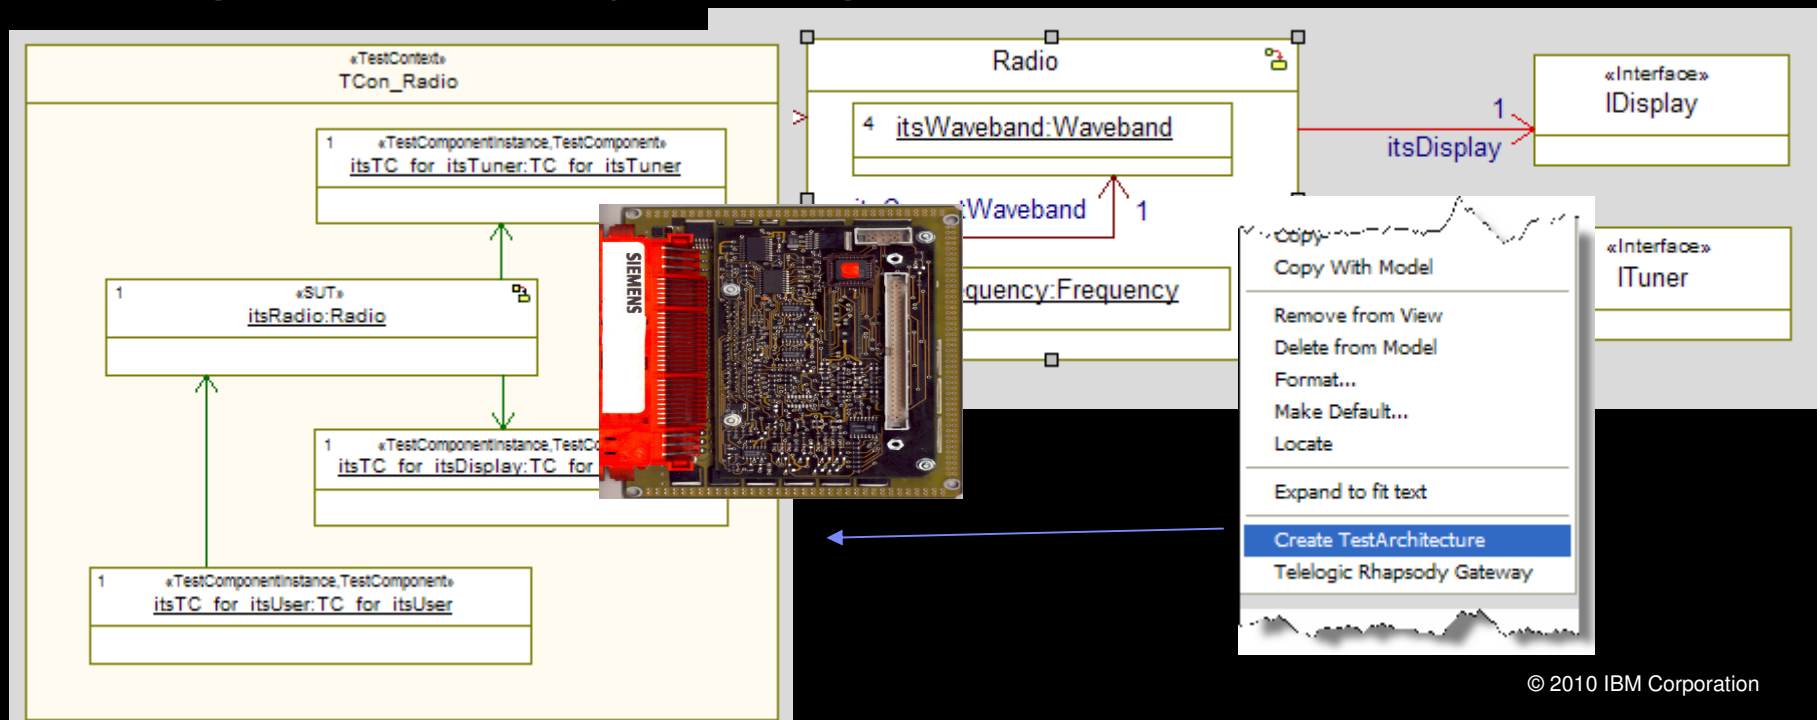 «TestContext»
TCon_Radio
1 «TestComponentInstance,TestComponent»
itsTC_for_itsTuner:TC_for_itsTuner
1 «SUT»
itsRadio:Radio
1 «TestComponentInstance,TestCo
itsTC_for_itsDisplay:TC_for
1 «TestComponentInstance,TestComponent»
itsTC_for_itsUser:TC_for_itsUser
SIEMENS
Radio
4 itsWaveband:Waveband
Waveband 1
quency:Frequency
1
itsDisplay
«Interface»
IDisplay
«Interface»
ITuner
Copy
Copy With Model
Remove from View
Delete from Model
Format...
Make Default...
Locate
Expand to fit text
Create TestArchitecture
Telelogic Rhapsody Gateway
© 2010 IBM Corporation